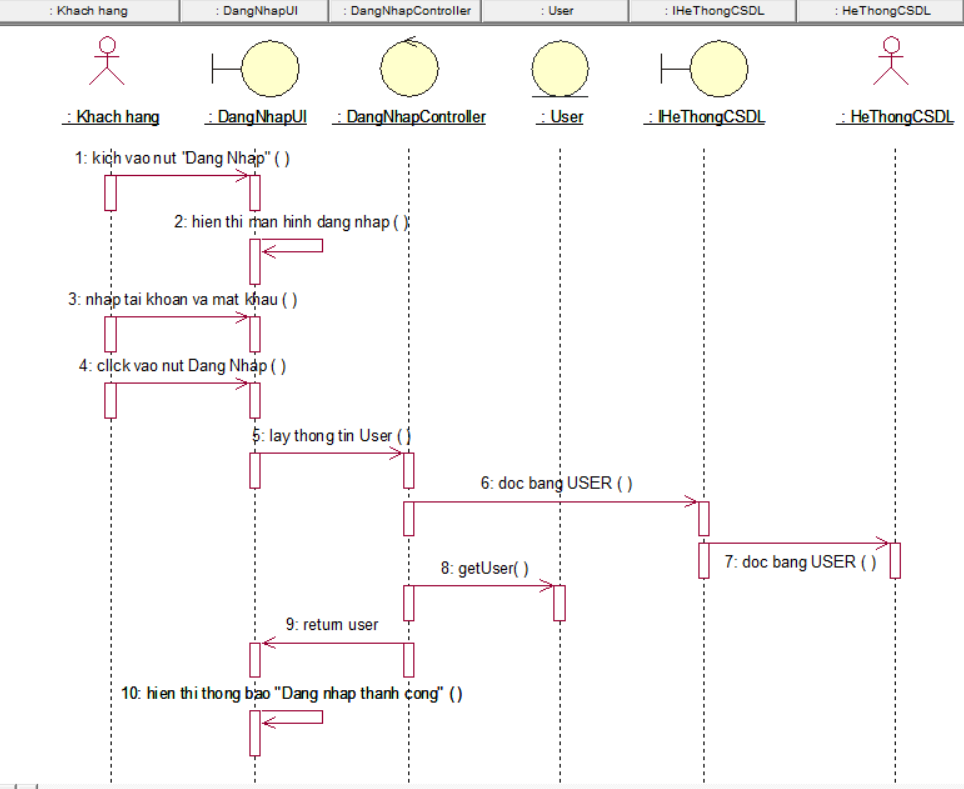 : Khach hang
: DangNhapUI
: DangNhapController
: User
: IHeThongCSDL
: HeThongCSDL
: Khach hang
: DangNhapUI
: DangNhapController
: User
: IHeThongCSDL
: HeThongCSDL
1: kich vao nut "Dang Nhap" ( )
2: hien thi man hinh dang nhap ( )
3: nhap tai khoan va mat khau ( )
4: click vao nut Dang Nhap ( )
5: lay thong tin User ( )
6: doc bang USER ( )
7: doc bang USER ( )
8: getUser( )
9: return user
10: hien thi thong bao "Dang nhap thanh cong" ( )